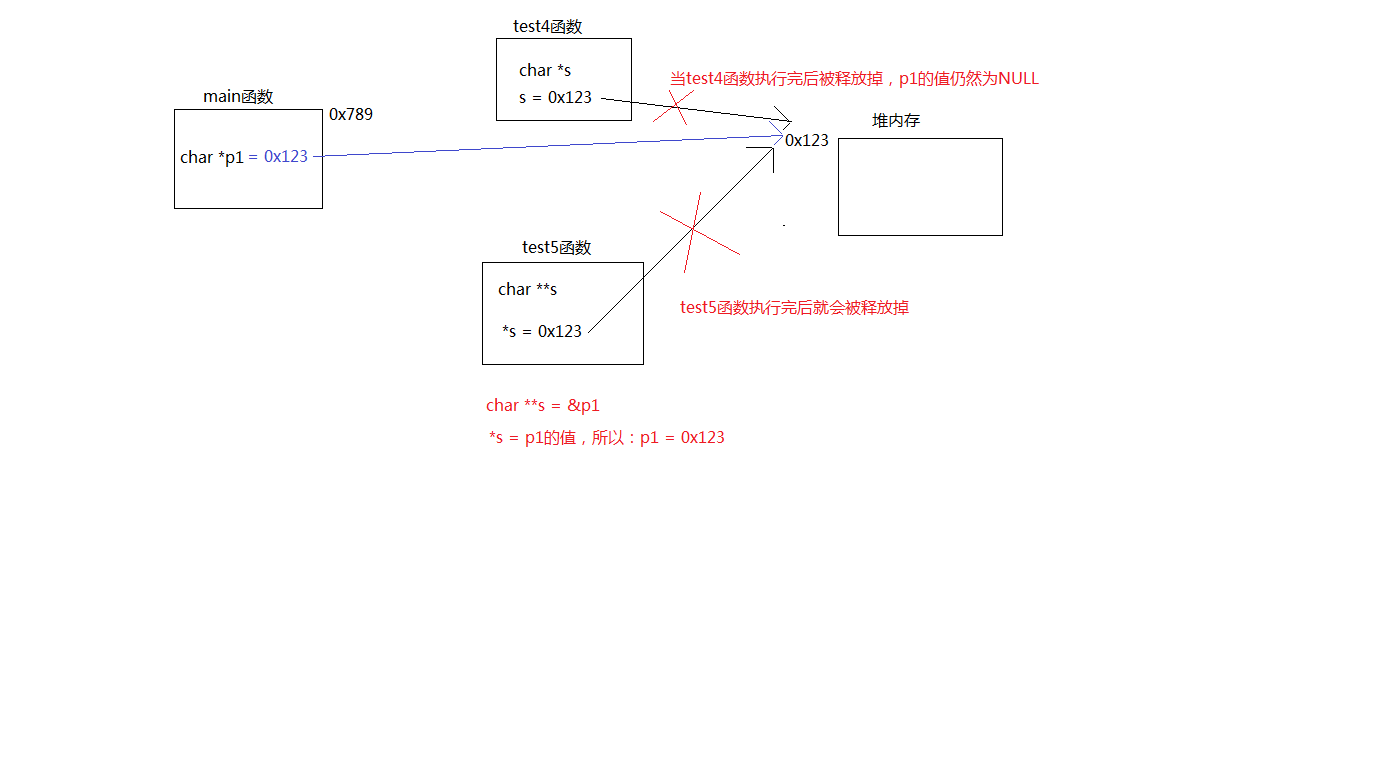 test4函数
char *s
s = 0x123
当test4函数执行完后被释放掉，p1的值仍然为NULL
main函数
0x789
char *p1 = 0x123
0x123
堆内存
test5函数
char **s
*s = 0x123
test5函数执行完后就会被释放掉
char **s = &p1
*s = p1的值，所以：p1 = 0x123